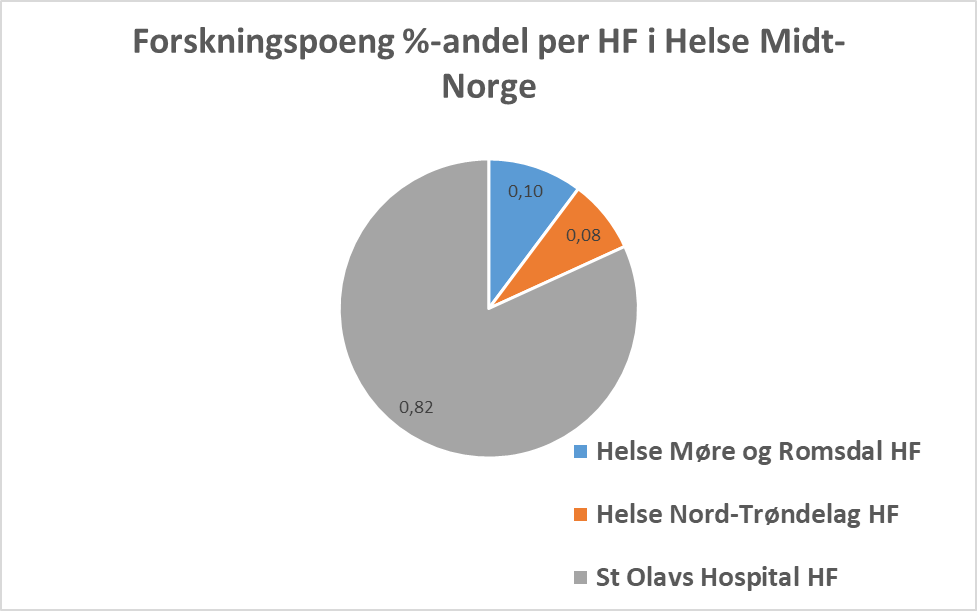 Forskningspoeng %-andel per HF i Helse Midt-
Norge
0,10
0,08
0,82
Helse Møre og Romsdal HF
Helse Nord-Trøndelag HF
St Olavs Hospital HF